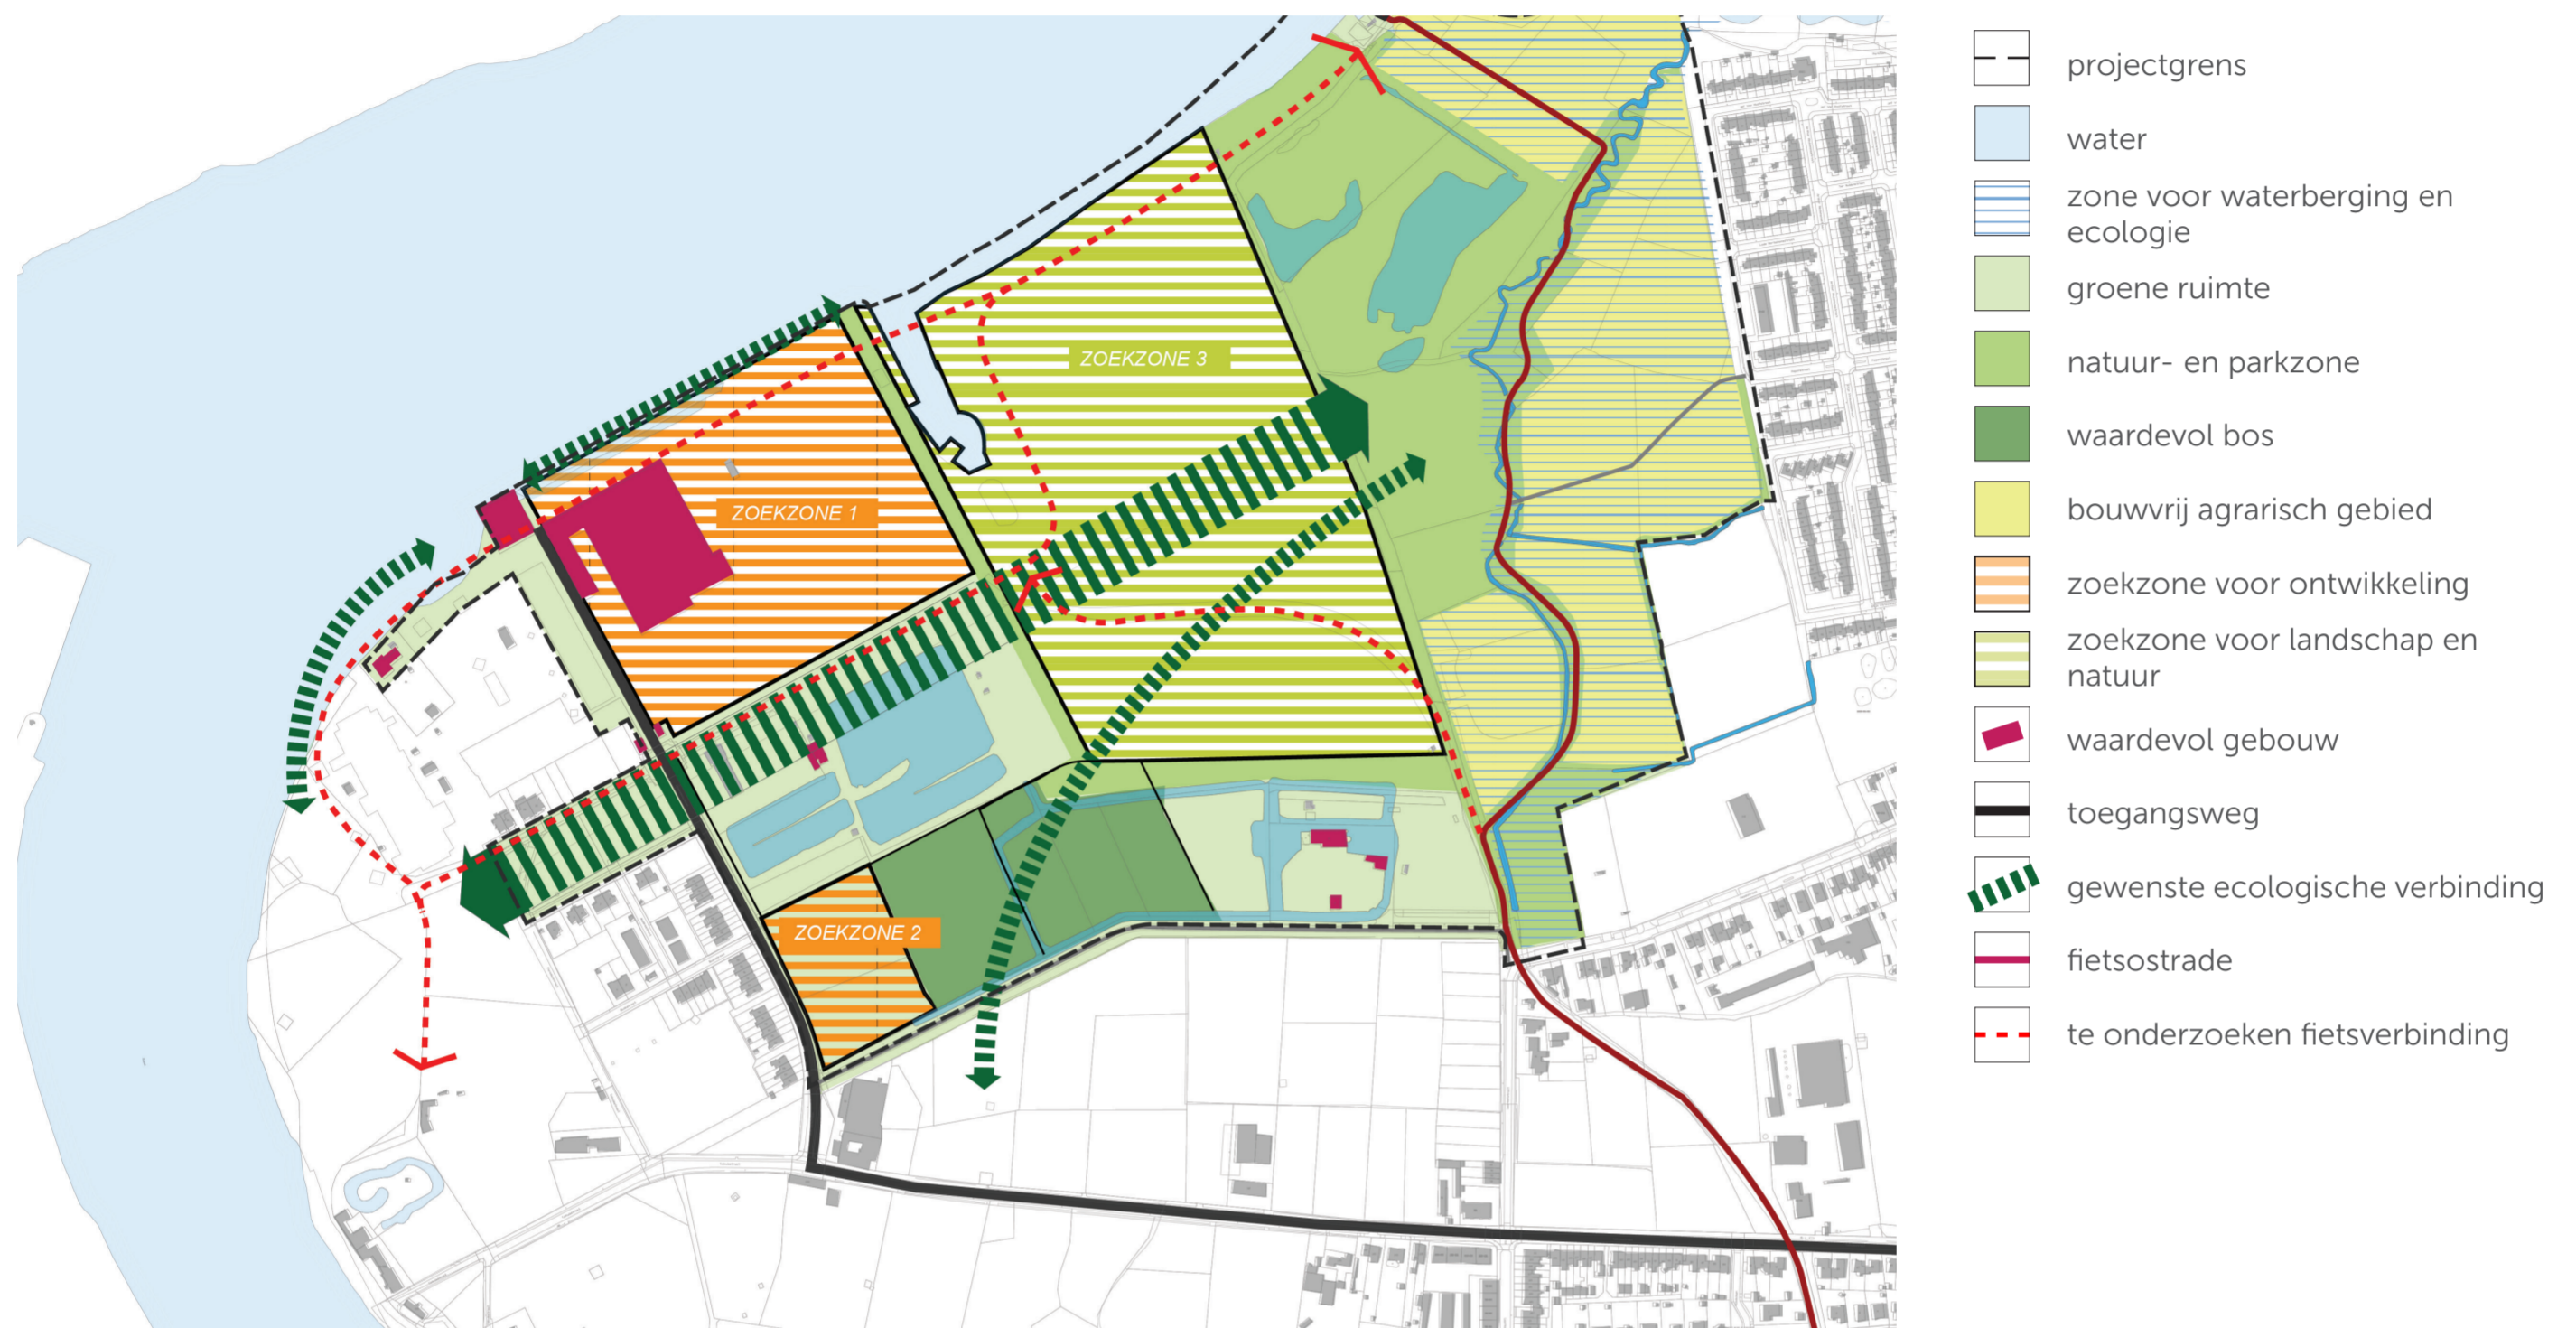 ZOEKZONE 3
ZOEKZONE 1
ZOEKZONE 2
projectgrens
water
zone voor waterberging en
ecologie
groene ruimte
natuur- en parkzone
waardevol bos
bouwvrij agrarisch gebied
zoekzone voor ontwikkeling
zoekzone voor landschap en
natuur
waardevol gebouw
toegangsweg
gewenste ecologische verbinding
fietsostrade
te onderzoeken fietsverbinding